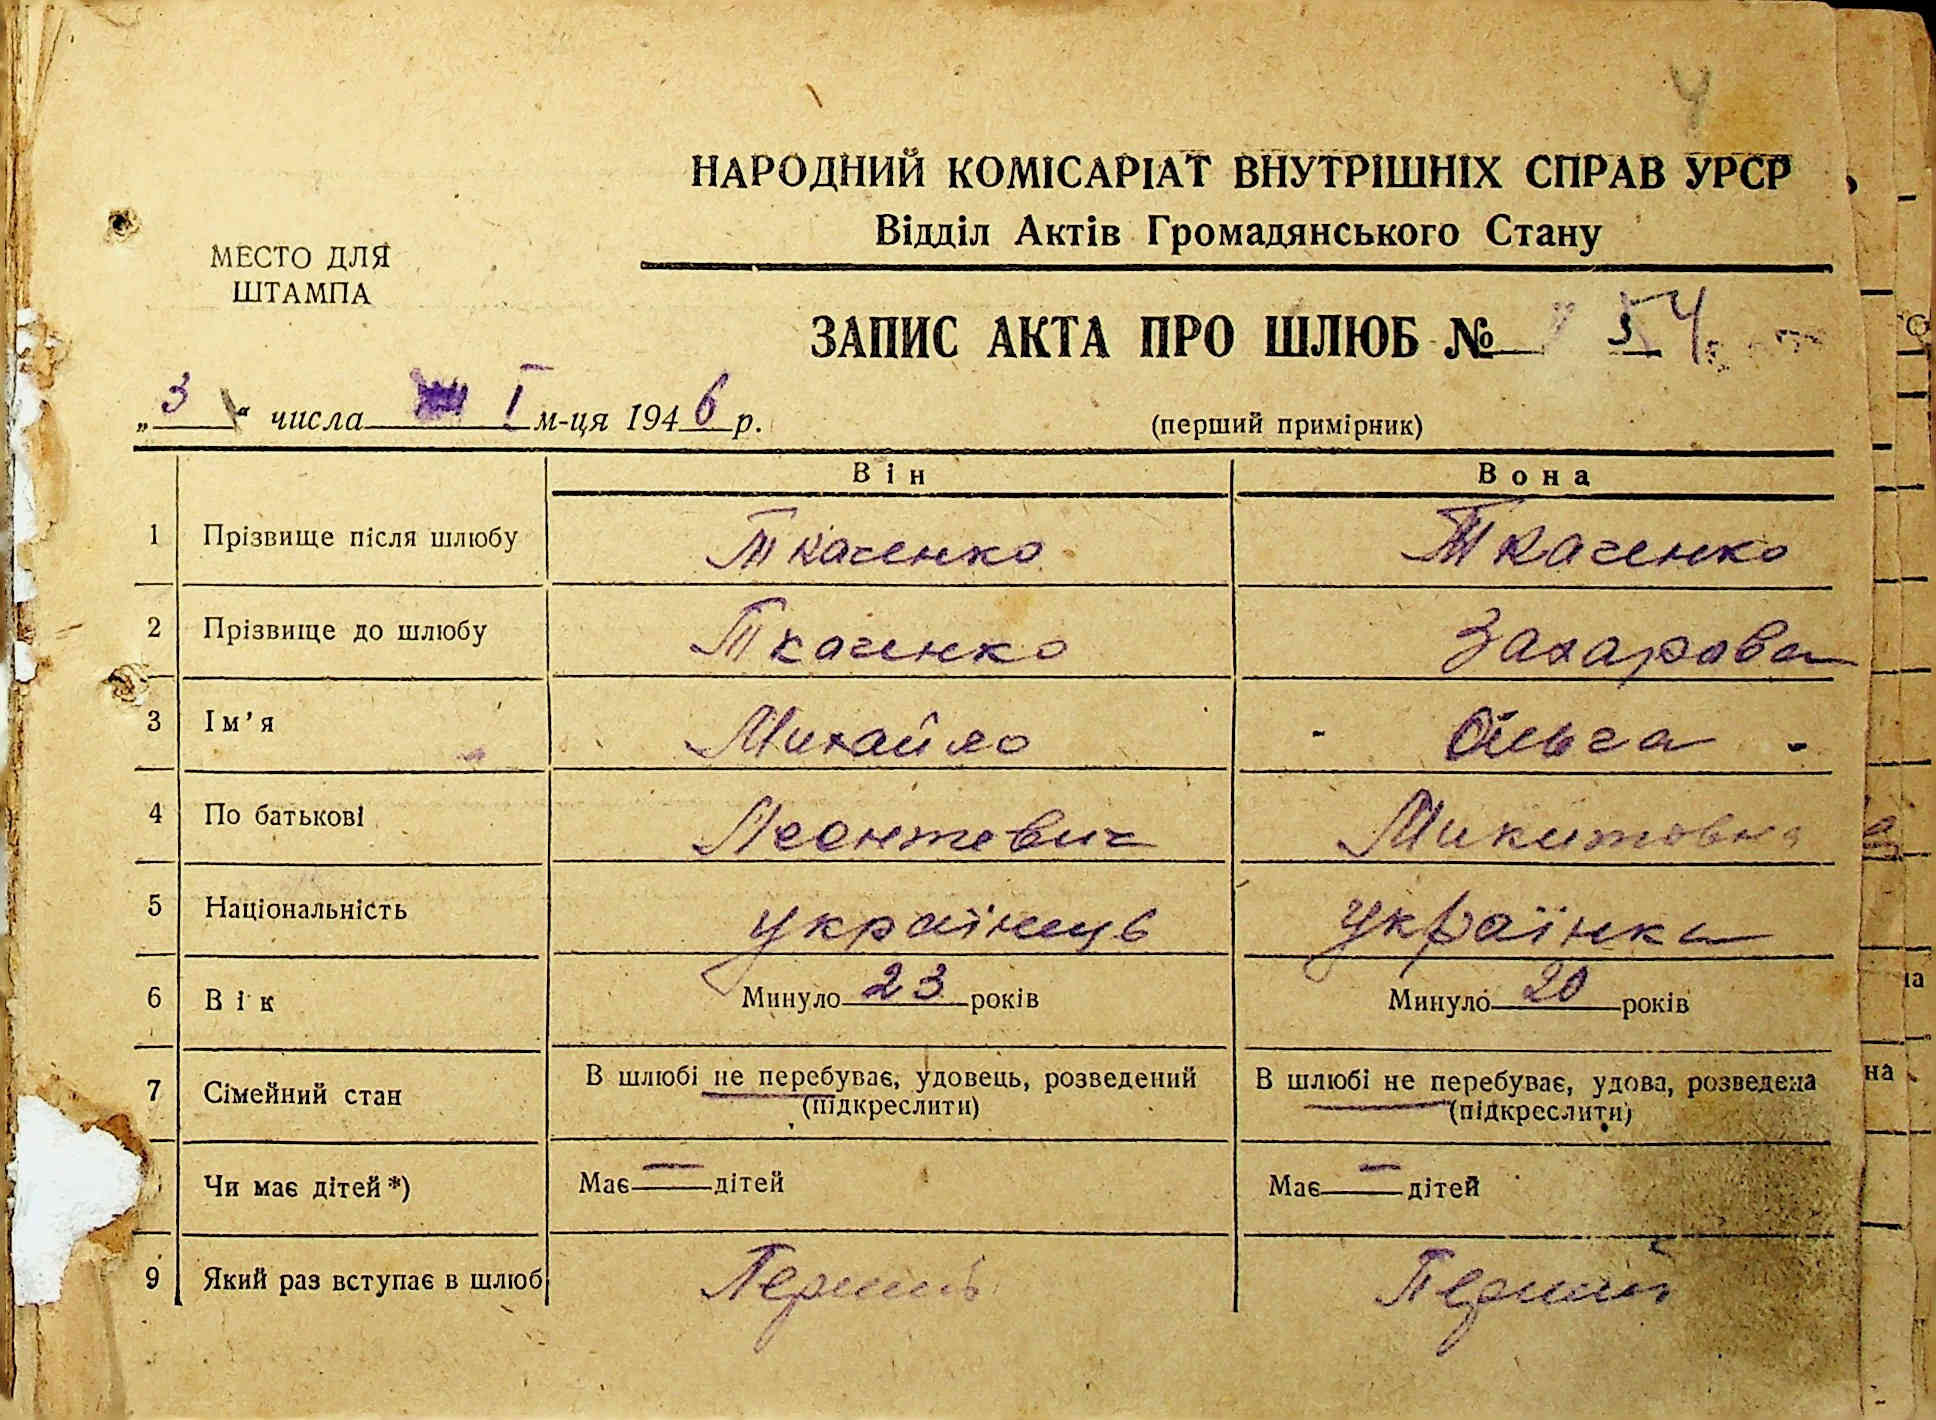 Ч
НАРОДНИЙ КОМІСАРІАТ ВНУТРІШНІХ СПРАВ УРСР
Відділ Актів Громадянського Стану
МЕСТО ДЛЯ
ШТАМПА
ЗАПИС АКТА ПРО ШЛЮБ №
„3“ числа I м-ця 1946 р.
(перший примірник)
Він Вона
1 Прізвище після шлюбу Ткаченко Ткаченко
2 Прізвище до шлюбу Ткаченко Захарова
3 Ім'я Михайло Ольга
4 По батькові Леонтевич Микитовна
5 Національність українець українка
6 Вік Минуло 23 років Минуло 20 років
7 Сімейний стан В шлюбі не перебуває, удовець, розведений В шлюбі не перебуває, удова, розведена
(підкреслити) (підкреслити)
Чи має дітей*) Має — дітей Має — дітей
9 Який раз вступає в шлюб Перший Перший